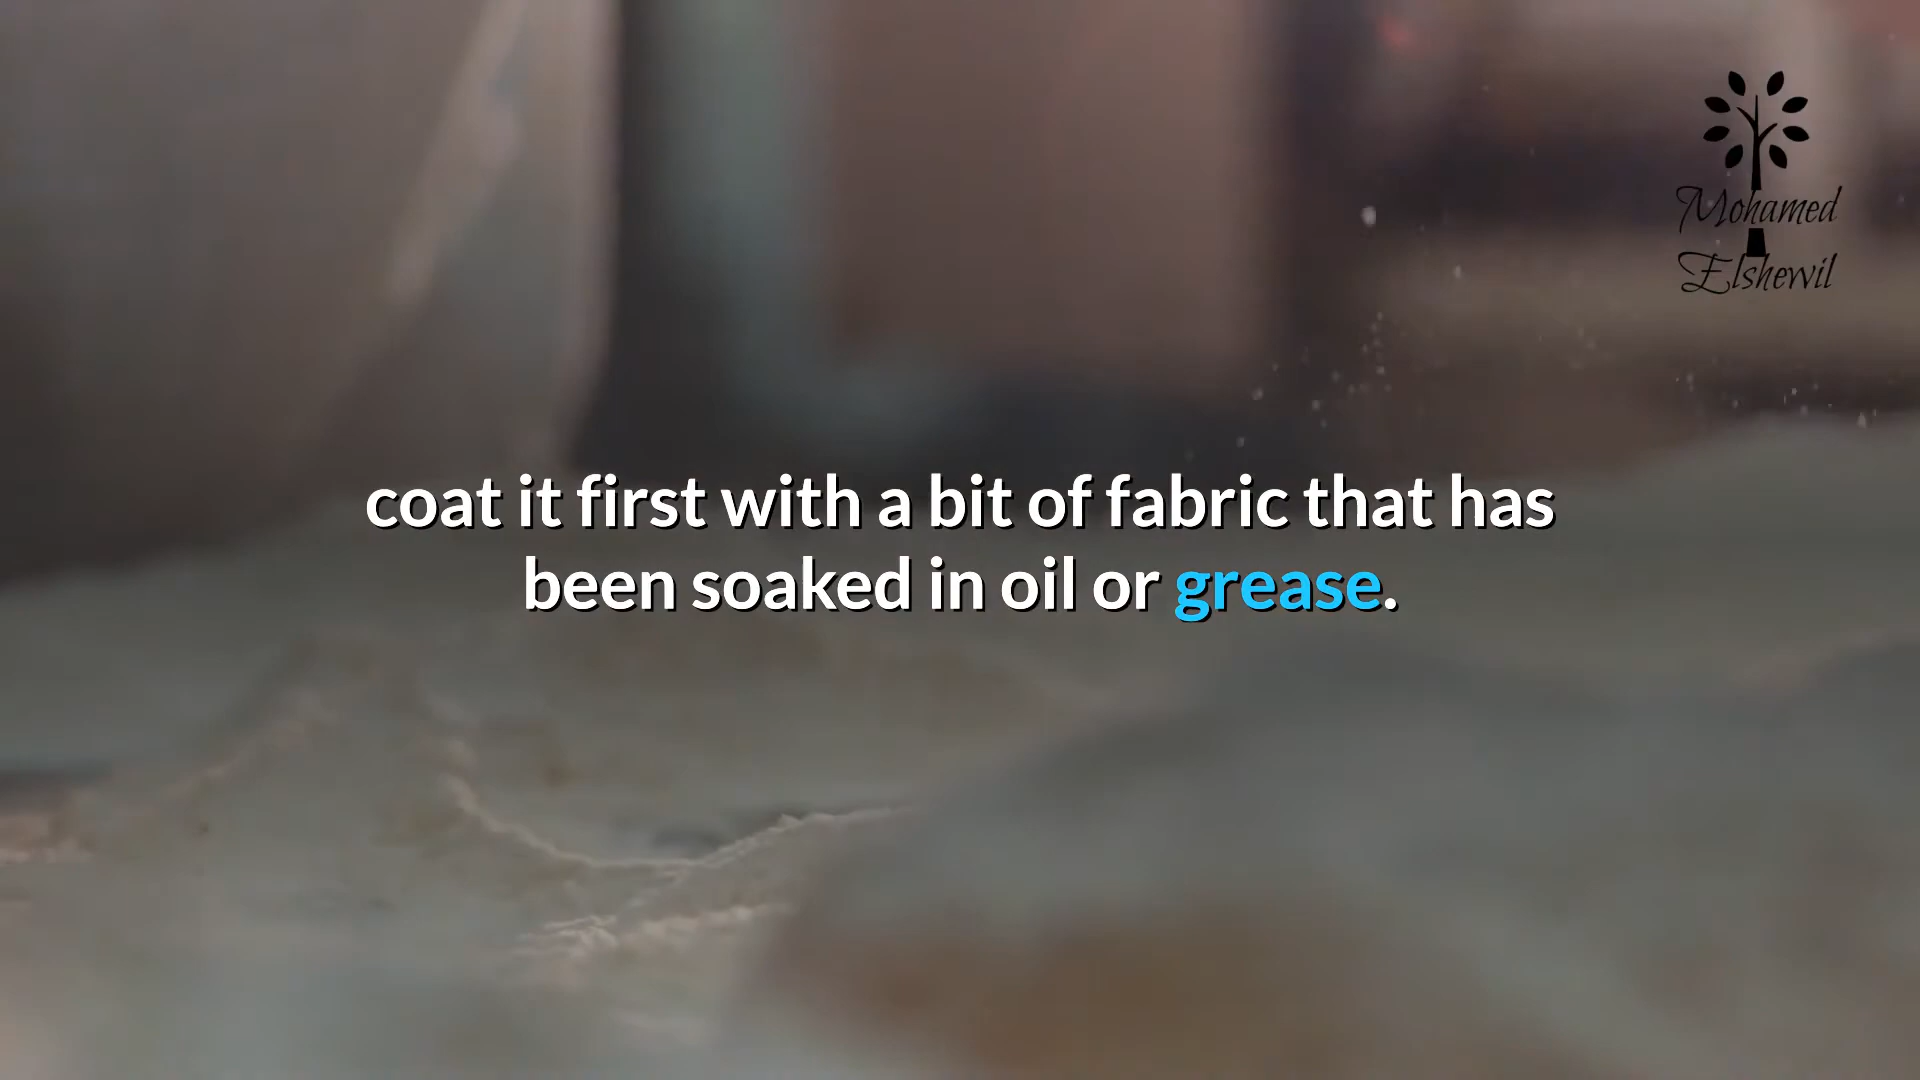 Mohamed
Elshewil
coat it first with a bit of fabric that has
been soaked in oil or grease.